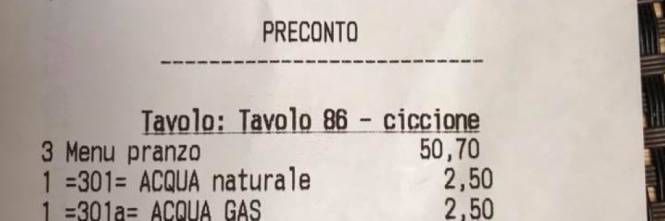 PRECONTO
----------------------------
Tavolo: Tavolo 86 - ciccione
3 Menu pranzo 50,70
1 =301= ACQUA naturale 2,50
1 =301a= ACQUA GAS 2,50